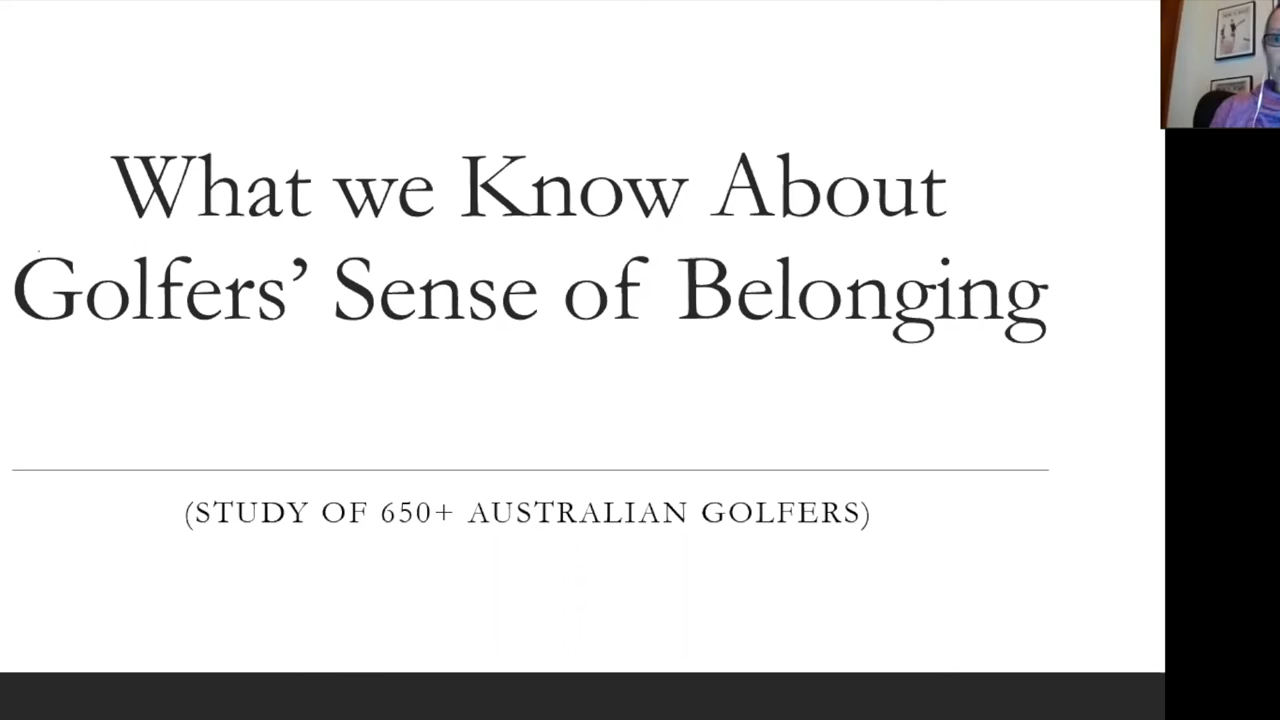 What we Know About
Golfers’ Sense of Belonging
(STUDY OF 650+ AUSTRALIAN GOLFERS)